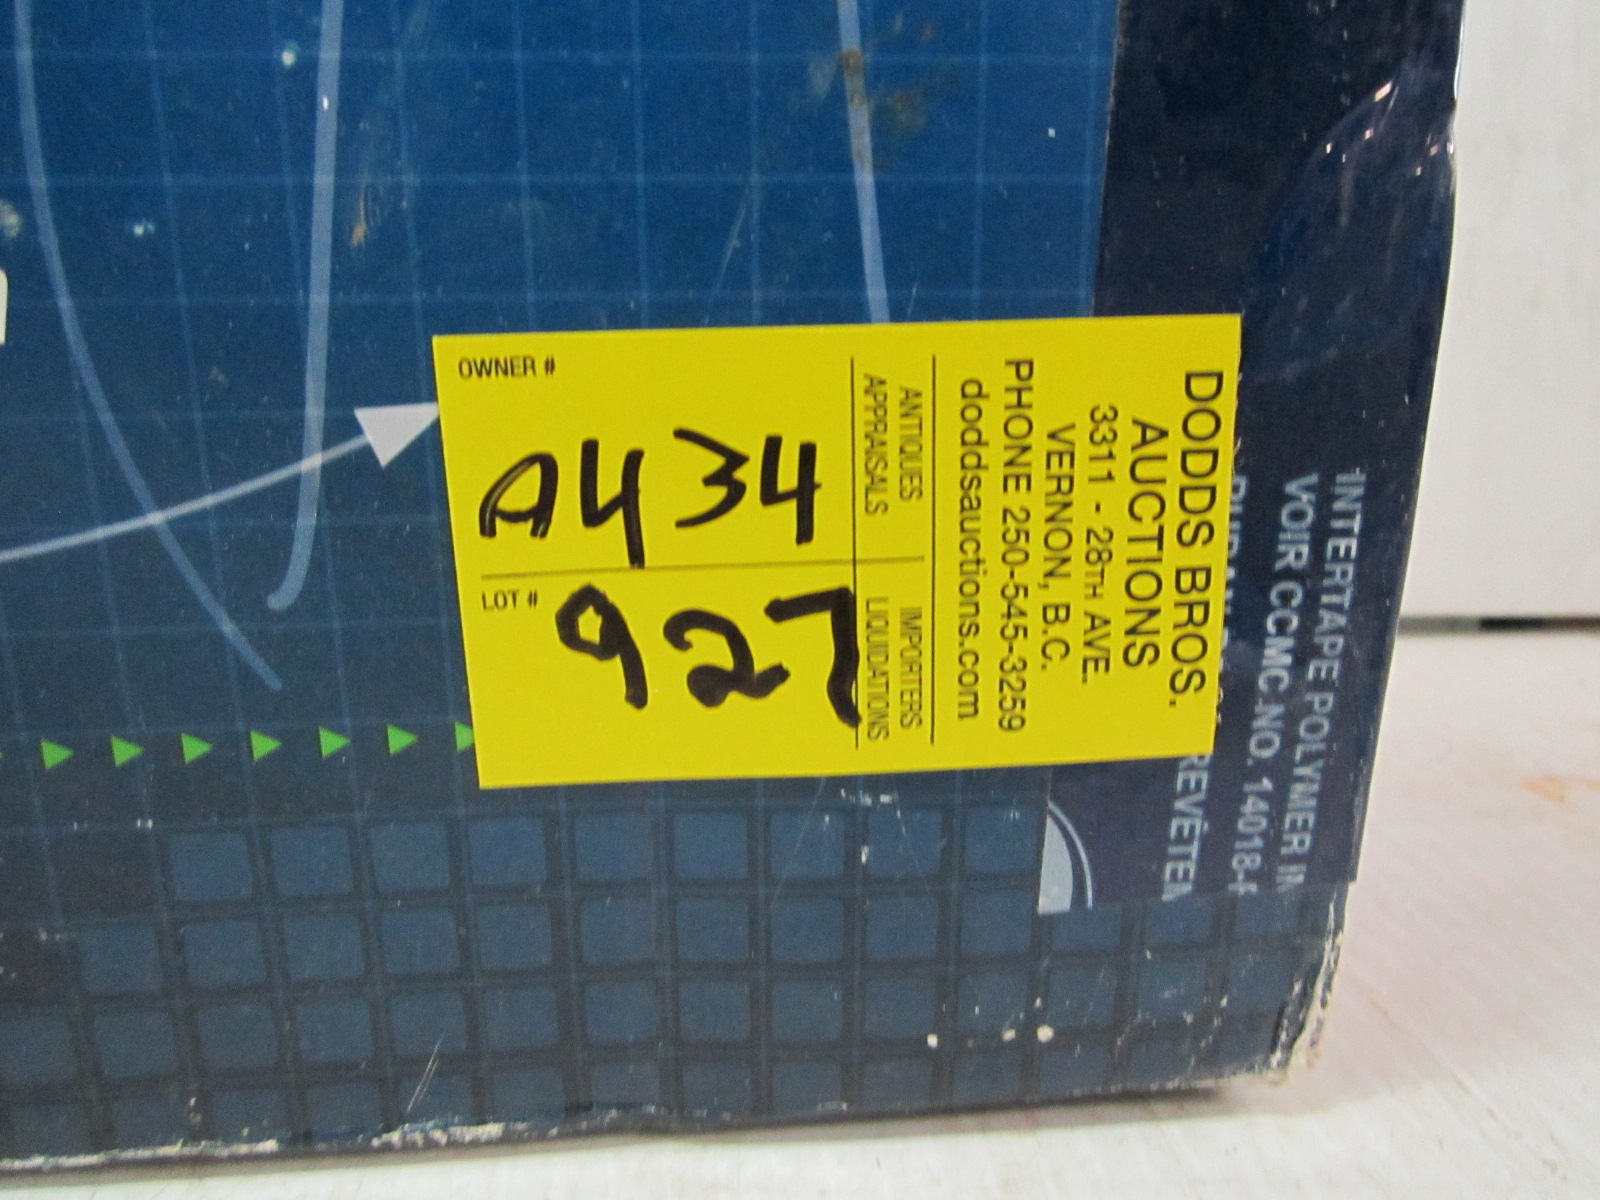 DODDS BROS.
AUCTIONS
3311 - 28TH AVE.
VERNON, B.C.
PHONE 250-545-3259
doddsauctions.com
ANTIQUES
APPRAISALS
IMPORTERS
LIQUIDATIONS
OWNER #
LOT #
927
INTERTAPE POLYMER
VOIR CCMC NO. 14018-